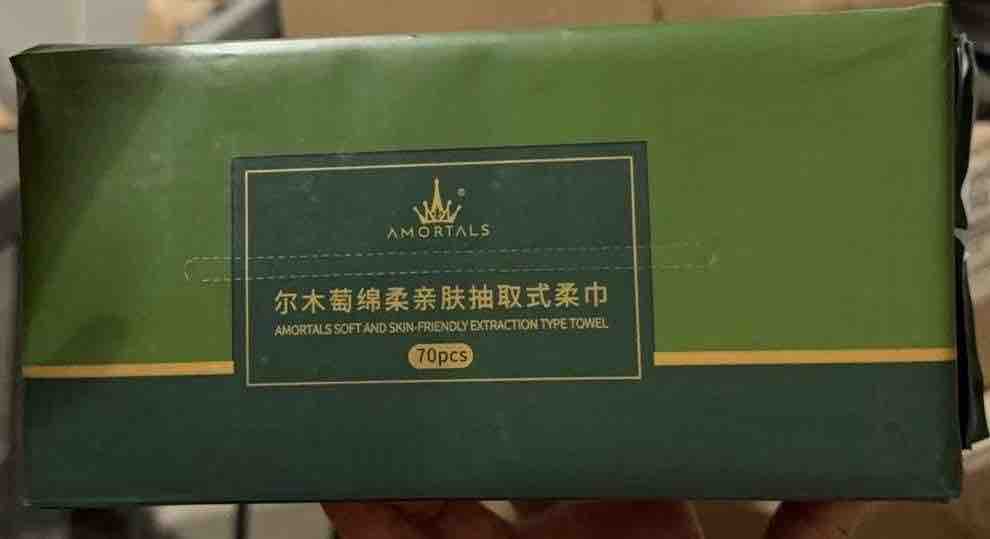 ®
AMORTALS
尔木萄绵柔亲肤抽取式柔巾
AMORTALS SOFT AND SKIN-FRIENDLY EXTRACTION TYPE TOWEL
70pcs